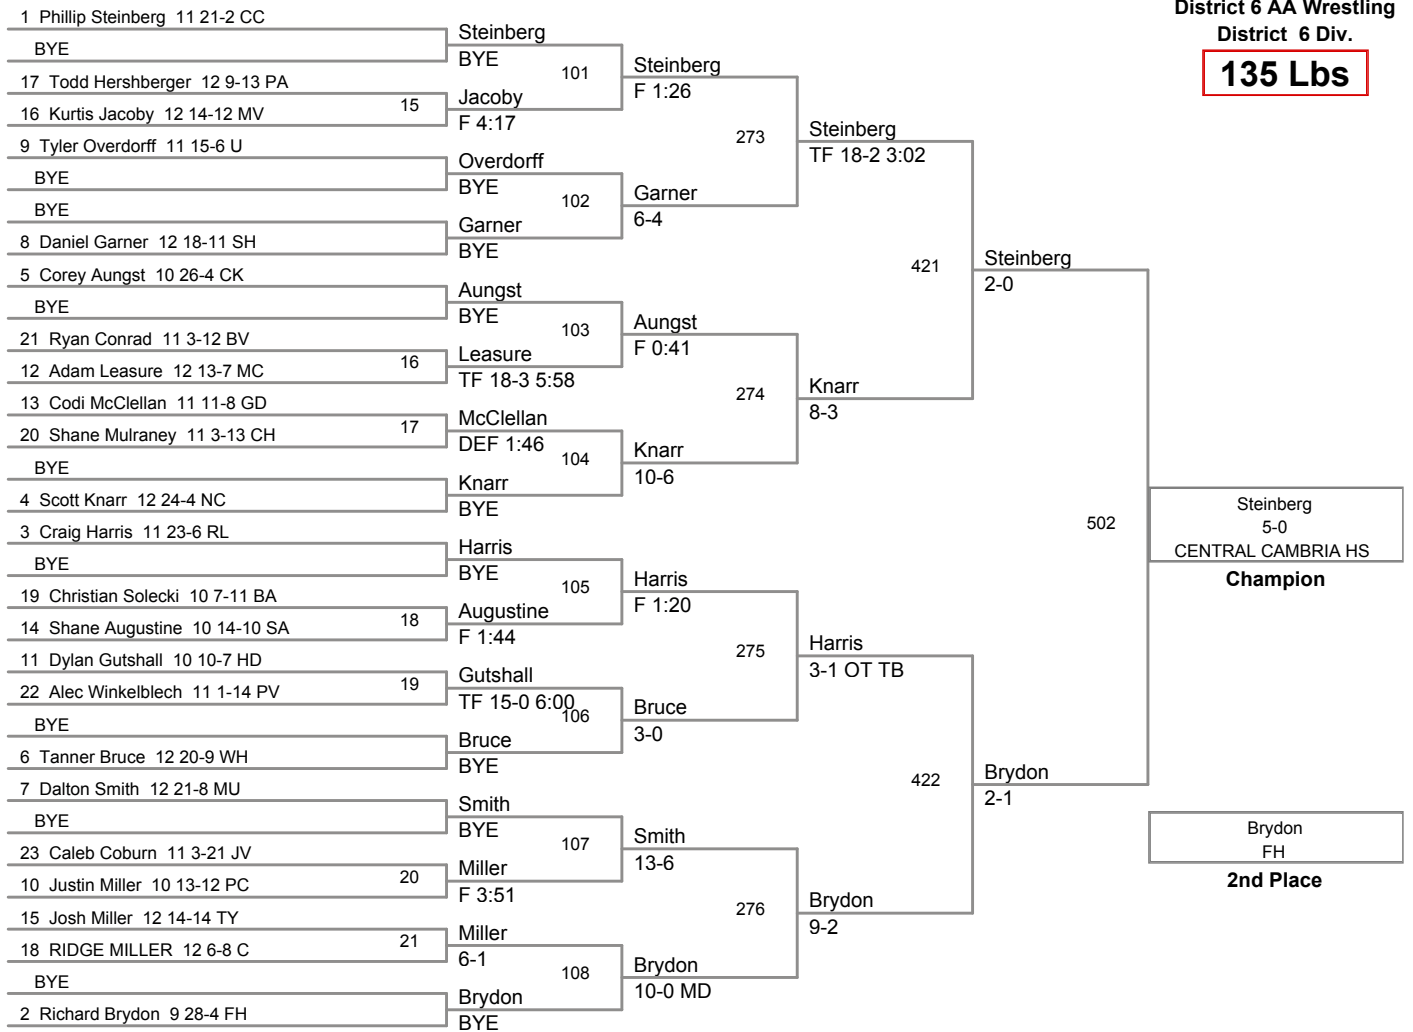 District 6 AA Wrestling
District 6 Div.
135 Lbs
1 Phillip Steinberg 11 21-2 CC
BYE
17 Todd Hershberger 12 9-13 PA
16 Kurtis Jacoby 12 14-12 MV
9 Tyler Overdorff 11 15-6 U
BYE
BYE
8 Daniel Garner 12 18-11 SH
5 Corey Aungst 10 26-4 CK
BYE
21 Ryan Conrad 11 3-12 BV
12 Adam Leasure 12 13-7 MC
13 Codi McClellan 11 11-8 GD
20 Shane Mulraney 11 3-13 CH
BYE
4 Scott Knarr 12 24-4 NC
3 Craig Harris 11 23-6 RL
BYE
19 Christian Solecki 10 7-11 BA
14 Shane Augustine 10 14-10 SA
11 Dylan Gutshall 10 10-7 HD
22 Alec Winkelblech 11 1-14 PV
BYE
6 Tanner Bruce 12 20-9 WH
7 Dalton Smith 12 21-8 MU
BYE
23 Caleb Coburn 11 3-21 JV
10 Justin Miller 10 13-12 PC
15 Josh Miller 12 14-14 TY
18 RIDGE MILLER 12 6-8 C
BYE
2 Richard Brydon 9 28-4 FH
15
16
17
18
19
20
21
Steinberg
BYE
Jacoby
F 4:17
Overdorff
BYE
Garner
BYE
Aungst
BYE
Leasure
TF 18-3 5:58
McClellan
DEF 1:46
Knarr
BYE
Harris
BYE
Augustine
F 1:44
Gutshall
TF 15-0 6:00
Bruce
BYE
Smith
BYE
Miller
F 3:51
Miller
6-1
Brydon
BYE
101
102
103
104
105
106
107
108
Steinberg
F 1:26
Garner
6-4
Aungst
F 0:41
Knarr
10-6
Harris
F 1:20
Bruce
3-0
Smith
13-6
Brydon
10-0 MD
273
274
275
276
Steinberg
TF 18-2 3:02
Knarr
8-3
Harris
3-1 OT TB
Brydon
9-2
421
422
Steinberg
2-0
Brydon
2-1
502
Steinberg
5-0
CENTRAL CAMBRIA HS
Champion
Brydon
FH
2nd Place